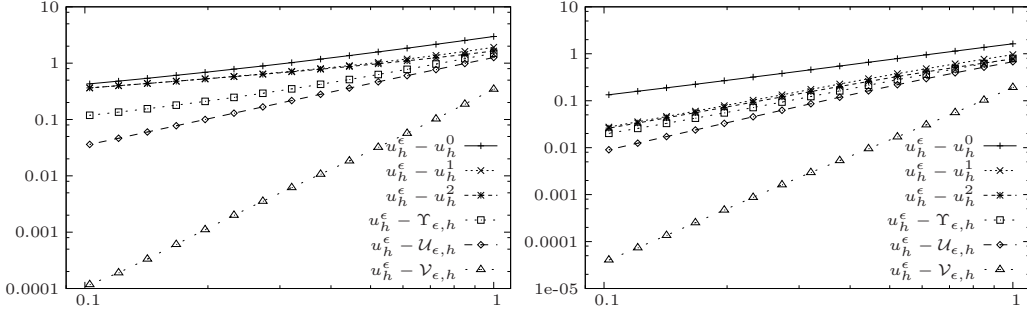 10
1
0.1
0.01
0.001
0.0001
0.1
1
u_h^ε − u_h^0
u_h^ε − u_h^1
u_h^ε − u_h^2
u_h^ε − Υ_{ε,h}
u_h^ε − 𝒰_{ε,h}
u_h^ε − 𝒱_{ε,h}
10
1
0.1
0.01
0.001
0.0001
1e-05
0.1
1
u_h^ε − u_h^0
u_h^ε − u_h^1
u_h^ε − u_h^2
u_h^ε − Υ_{ε,h}
u_h^ε − 𝒰_{ε,h}
u_h^ε − 𝒱_{ε,h}